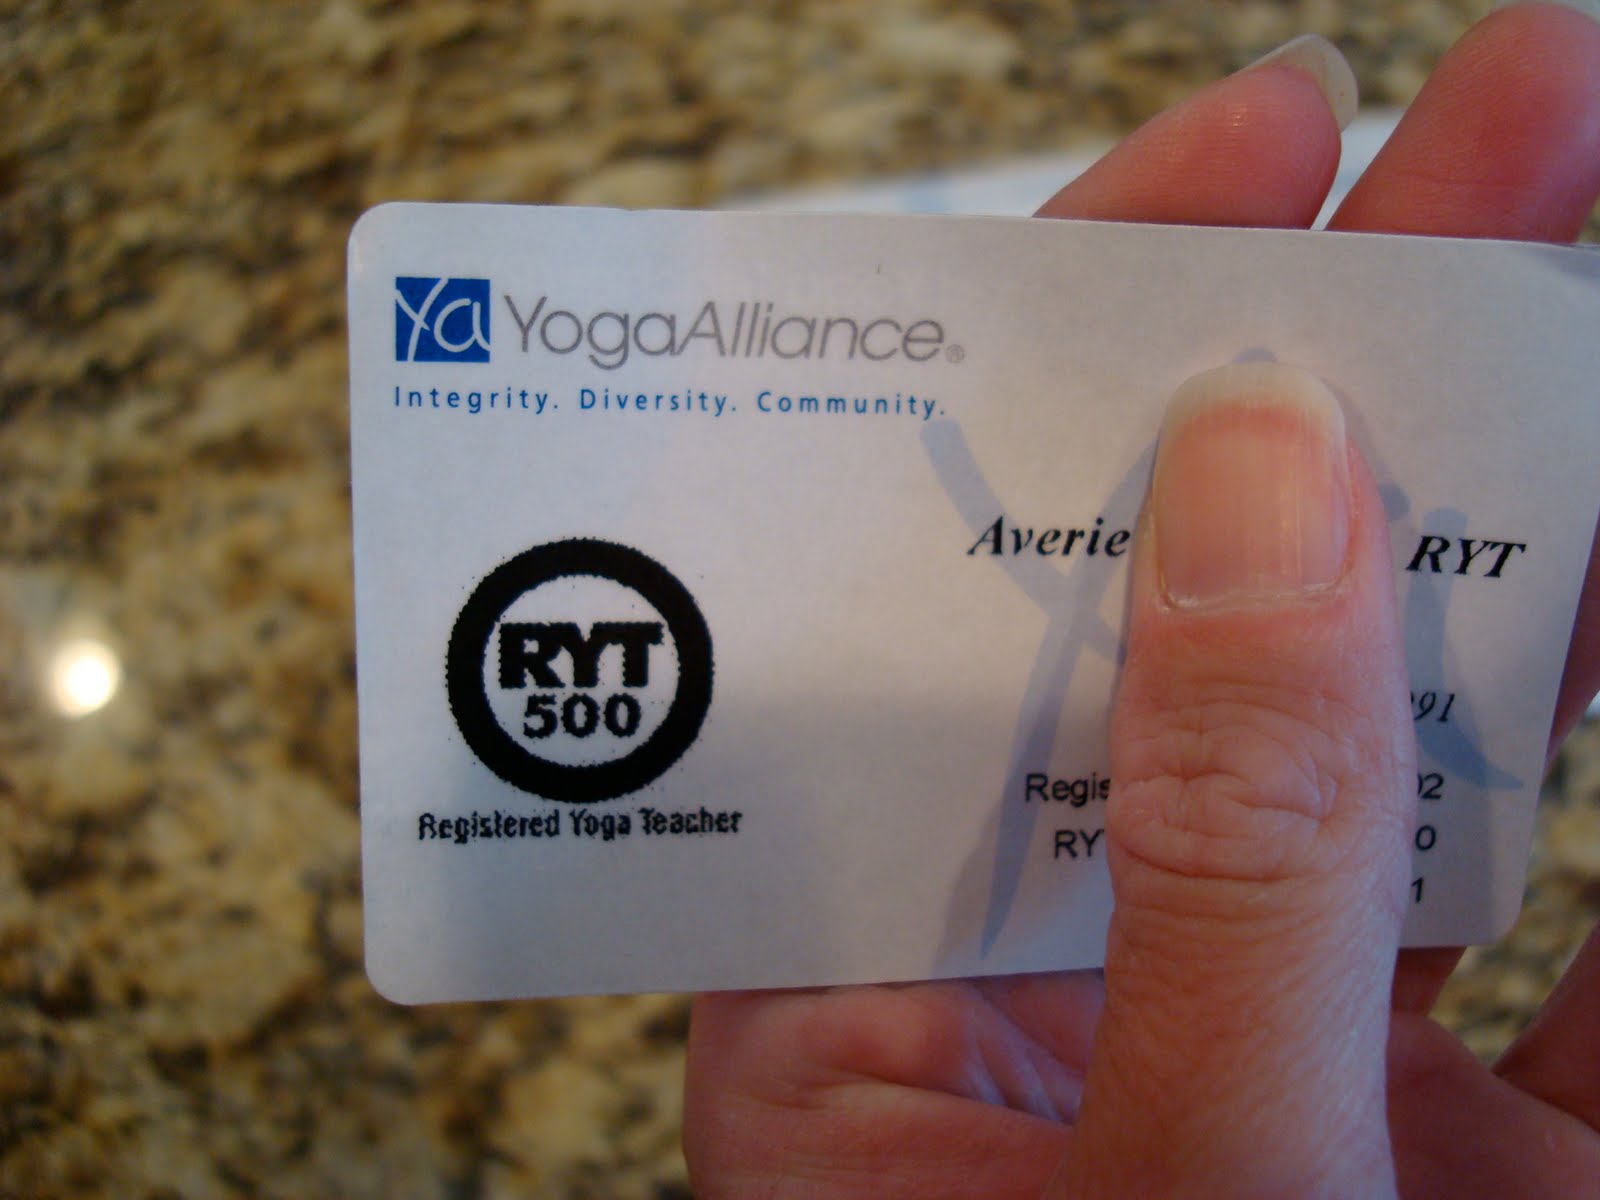 Ya YogaAlliance®
Integrity. Diversity. Community.
Averie RYT
RYT
500
Registered Yoga Teacher
91
Regis 02
RY 0
1